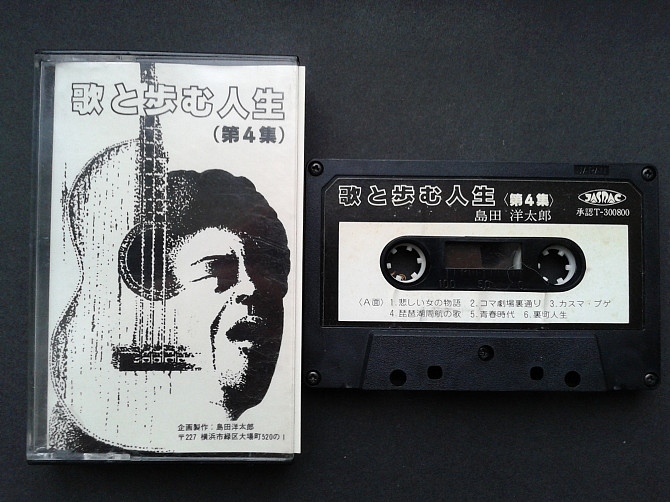 歌と歩む人生
(第4集)
企画製作:島田洋太郎
〒227 横浜市緑区大場町520の1
歌と歩む人生〈第4集〉
島田 洋太郎
JASRAC
承認T-300800
〈A面〉1.悲しい女の物語 2.コマ劇場裏通り 3.カスマ・プゲ
4.琵琶湖周航の歌 5.青春時代 6.裏町人生
100 50